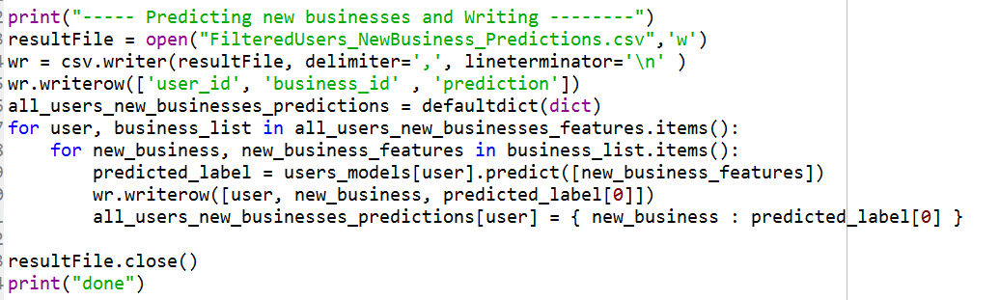 print("----- Predicting new businesses and Writing --------")
resultFile = open("FilteredUsers_NewBusiness_Predictions.csv",'w')
wr = csv.writer(resultFile, delimiter=',', lineterminator='\n' )
wr.writerow(['user_id', 'business_id' , 'prediction'])
all_users_new_businesses_predictions = defaultdict(dict)
for user, business_list in all_users_new_businesses_features.items():
    for new_business, new_business_features in business_list.items():
        predicted_label = users_models[user].predict([new_business_features])
        wr.writerow([user, new_business, predicted_label[0]])
        all_users_new_businesses_predictions[user] = { new_business : predicted_label[0] }
resultFile.close()
print("done")